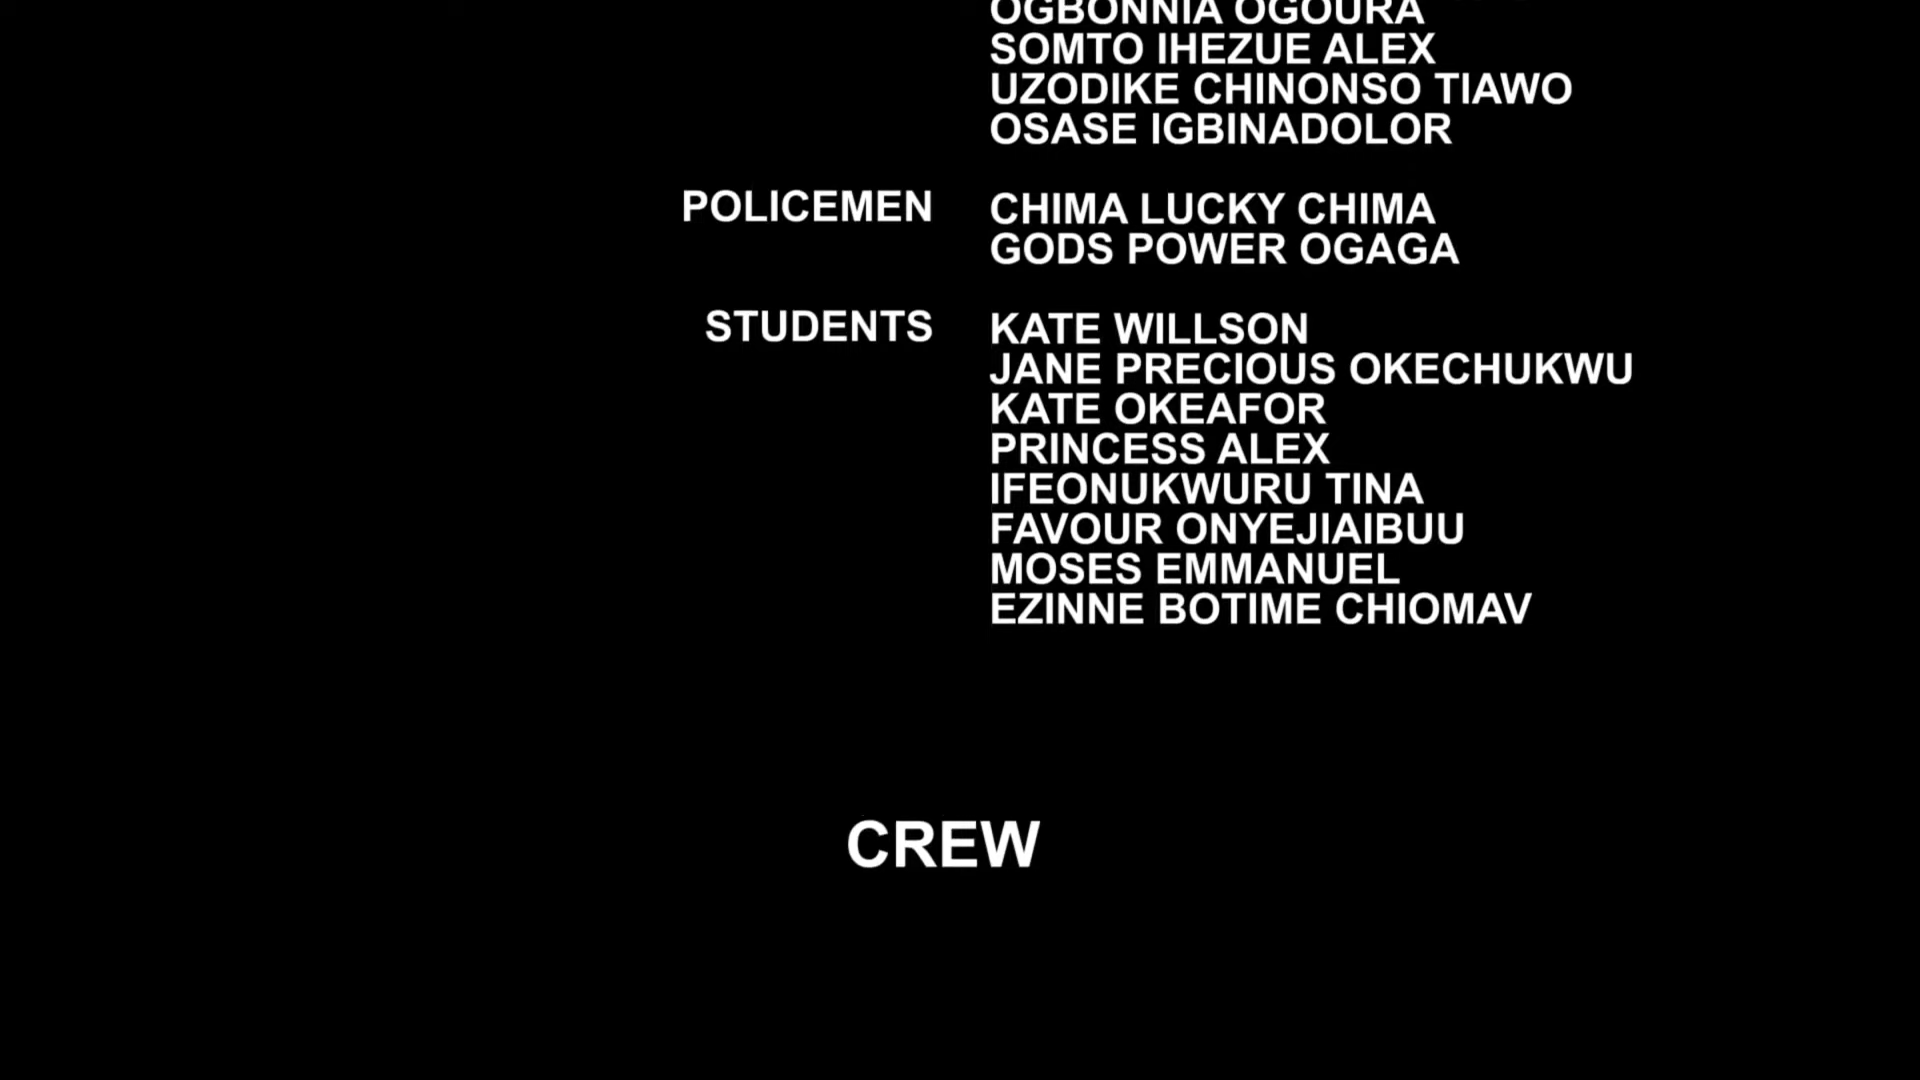 OGBONNIA OGOURA
SOMTO IHEZUE ALEX
UZODIKE CHINONSO TIAWO
OSASE IGBINADOLOR
POLICEMEN CHIMA LUCKY CHIMA
GODS POWER OGAGA
STUDENTS KATE WILLSON
JANE PRECIOUS OKECHUKWU
KATE OKEAFOR
PRINCESS ALEX
IFEONUKWURU TINA
FAVOUR ONYEJIAIBUU
MOSES EMMANUEL
EZINNE BOTIME CHIOMAV
CREW